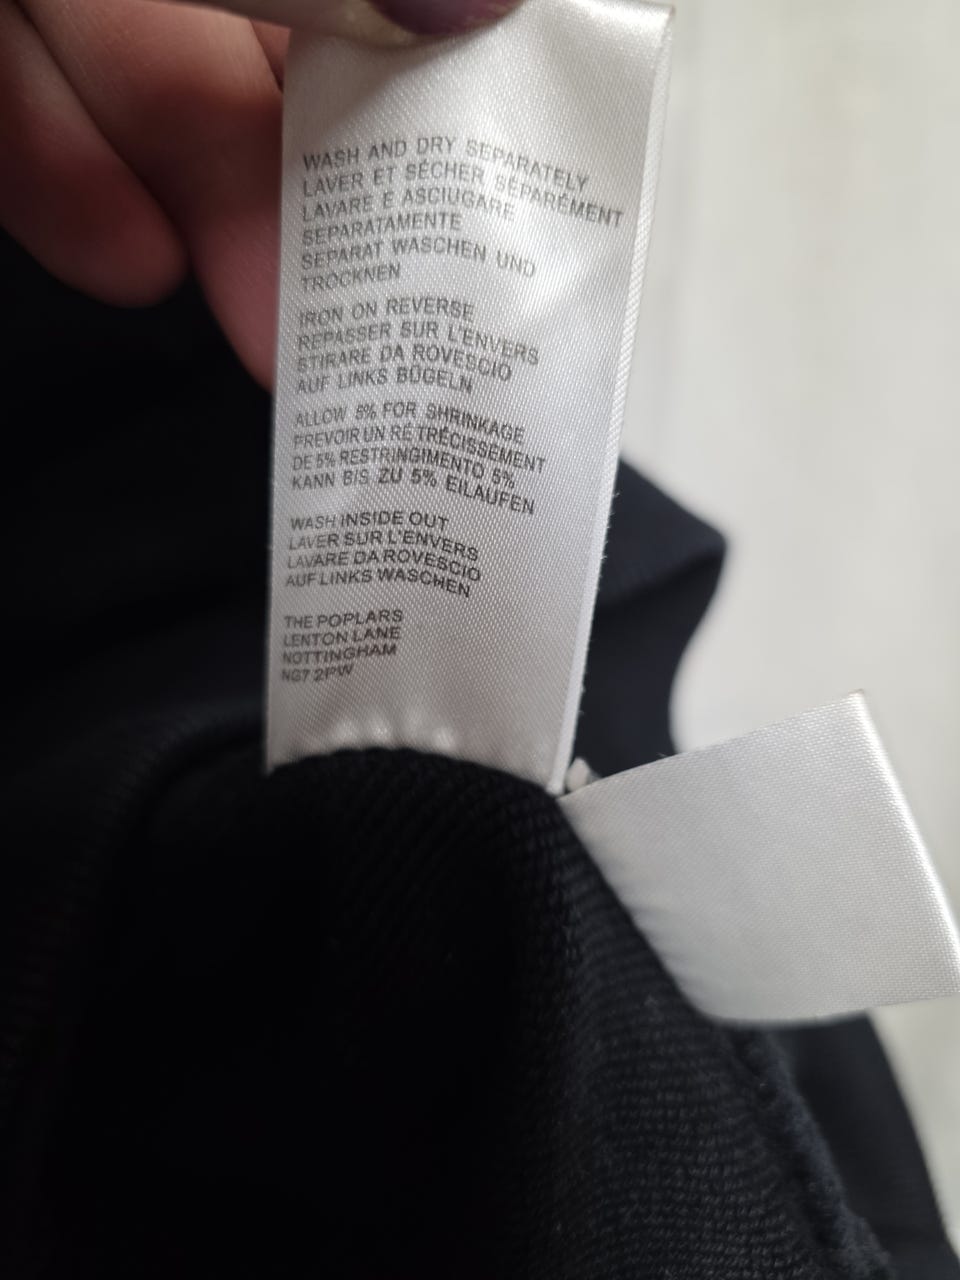 WASH AND DRY SEPARATELY
LAVER ET SÉCHER SÉPARÉMENT
LAVARE E ASCIUGARE
SEPARATAMENTE
SEPARAT WASCHEN UND
TROCKNEN
IRON ON REVERSE
REPASSER SUR L'ENVERS
STIRARE DA ROVESCIO
AUF LINKS BÜGELN
ALLOW 5% FOR SHRINKAGE
PREVOIR UN RÉTRÉCISSEMENT
DE 5% RESTRINGIMENTO 5%
KANN BIS ZU 5% EILAUFEN
WASH INSIDE OUT
LAVER SUR L'ENVERS
LAVARE DA ROVESCIO
AUF LINKS WASCHEN
THE POPLARS
LENTON LANE
NOTTINGHAM
NG7 2PW